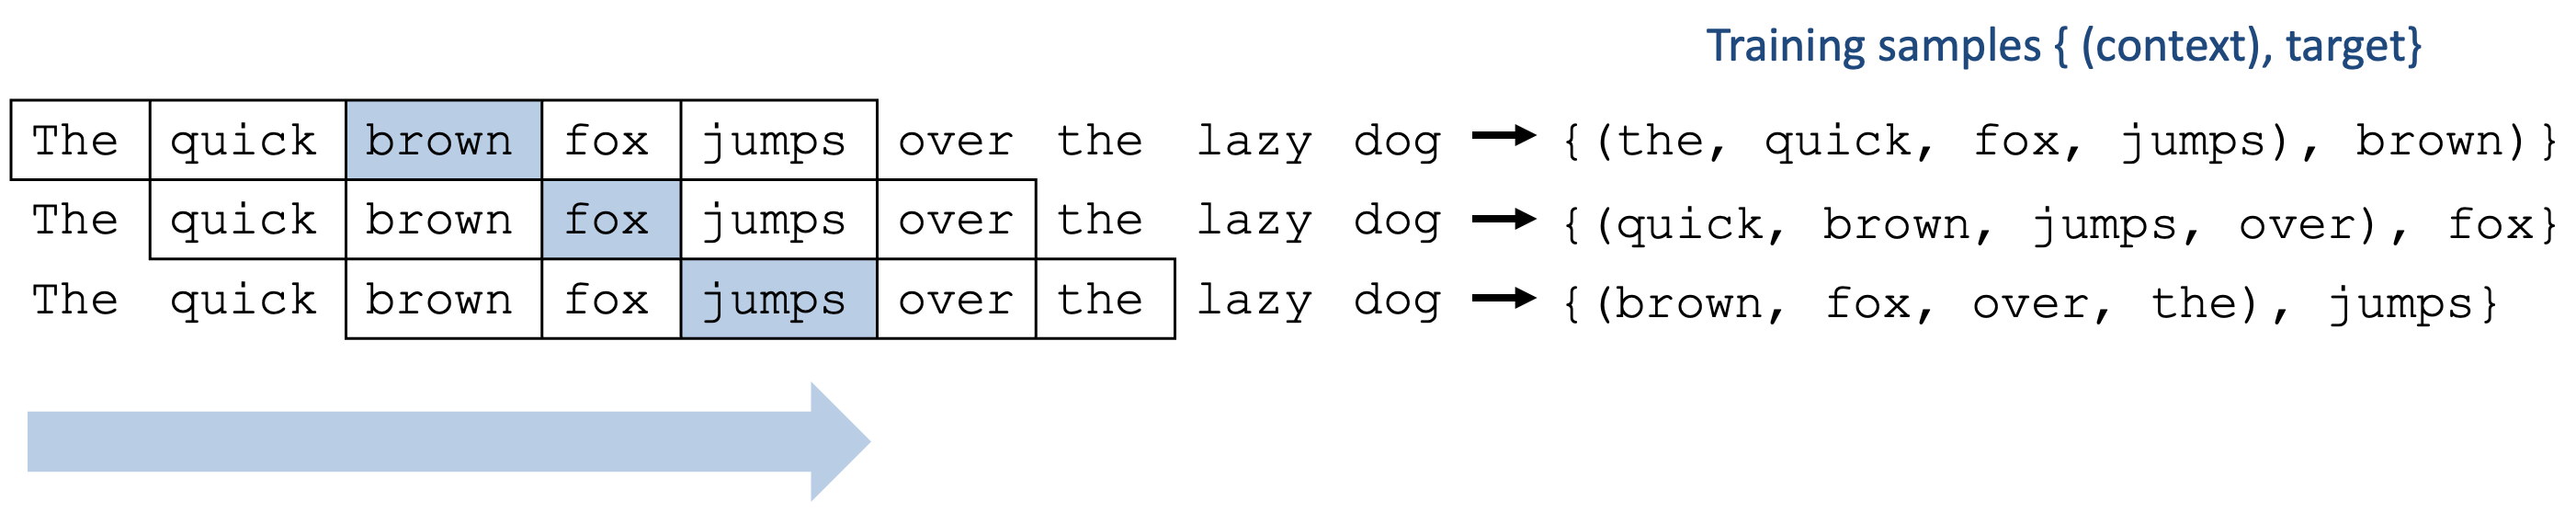 Training samples { (context), target}
The quick brown fox jumps over the lazy dog {(the, quick, fox, jumps), brown)}
The quick brown fox jumps over the lazy dog {(quick, brown, jumps, over), fox}
The quick brown fox jumps over the lazy dog {(brown, fox, over, the), jumps}